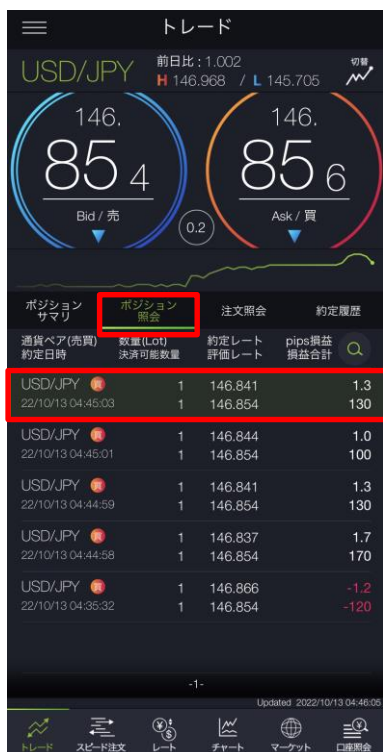 トレード
USD/JPY
前日比 : 1.002
H 146.968 / L 145.705
切替
146.
85 4
Bid / 売
0.2
146.
85 6
Ask / 買
ポジション
サマリ
ポジション
照会
注文照会
約定履歴
通貨ペア(売買) 数量(Lot) 約定レート pips損益
約定日時 決済可能数量 評価レート 損益合計
USD/JPY 買 1 146.841 1.3
22/10/13 04:45:03 1 146.854 130
USD/JPY 買 1 146.844 1.0
22/10/13 04:45:01 1 146.854 100
USD/JPY 買 1 146.841 1.3
22/10/13 04:44:59 1 146.854 130
USD/JPY 買 1 146.837 1.7
22/10/13 04:44:58 1 146.854 170
USD/JPY 買 1 146.866 -1.2
22/10/13 04:35:32 1 146.854 -120
-1-
Updated 2022/10/13 04:46:05
トレード スピード注文 レート チャート マーケット 口座照会